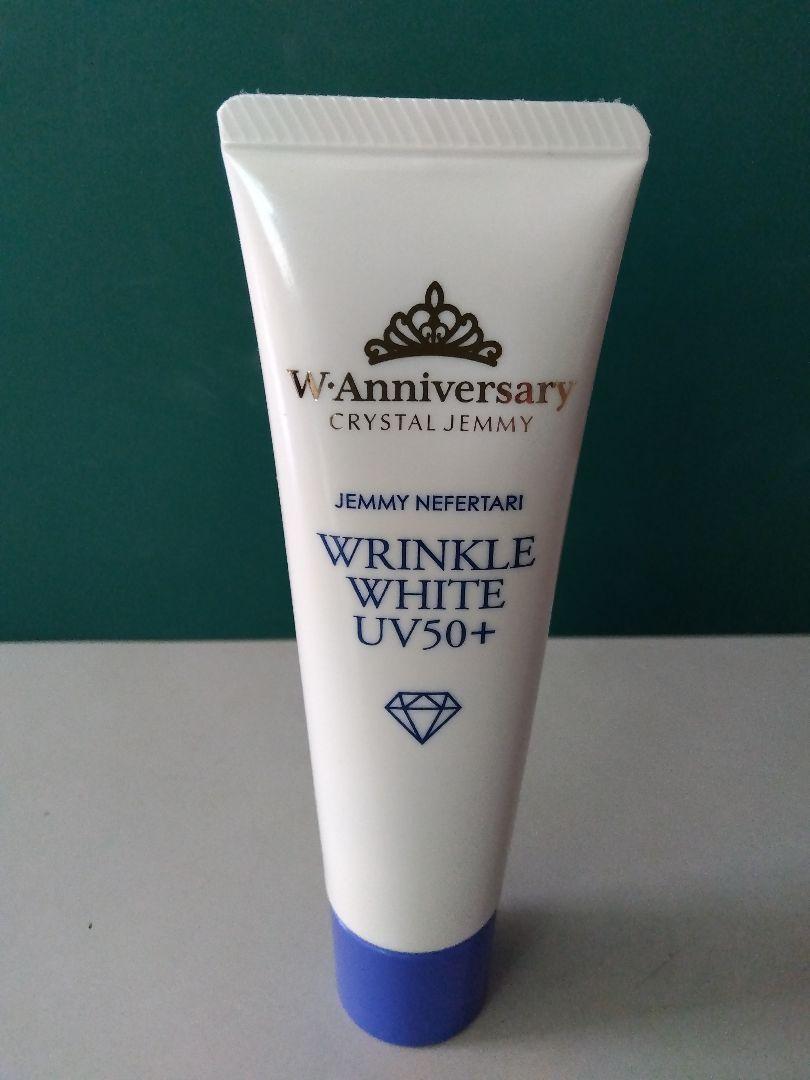 W·Anniversary
CRYSTAL JEMMY
JEMMY NEFERTARI
WRINKLE
WHITE
UV50+